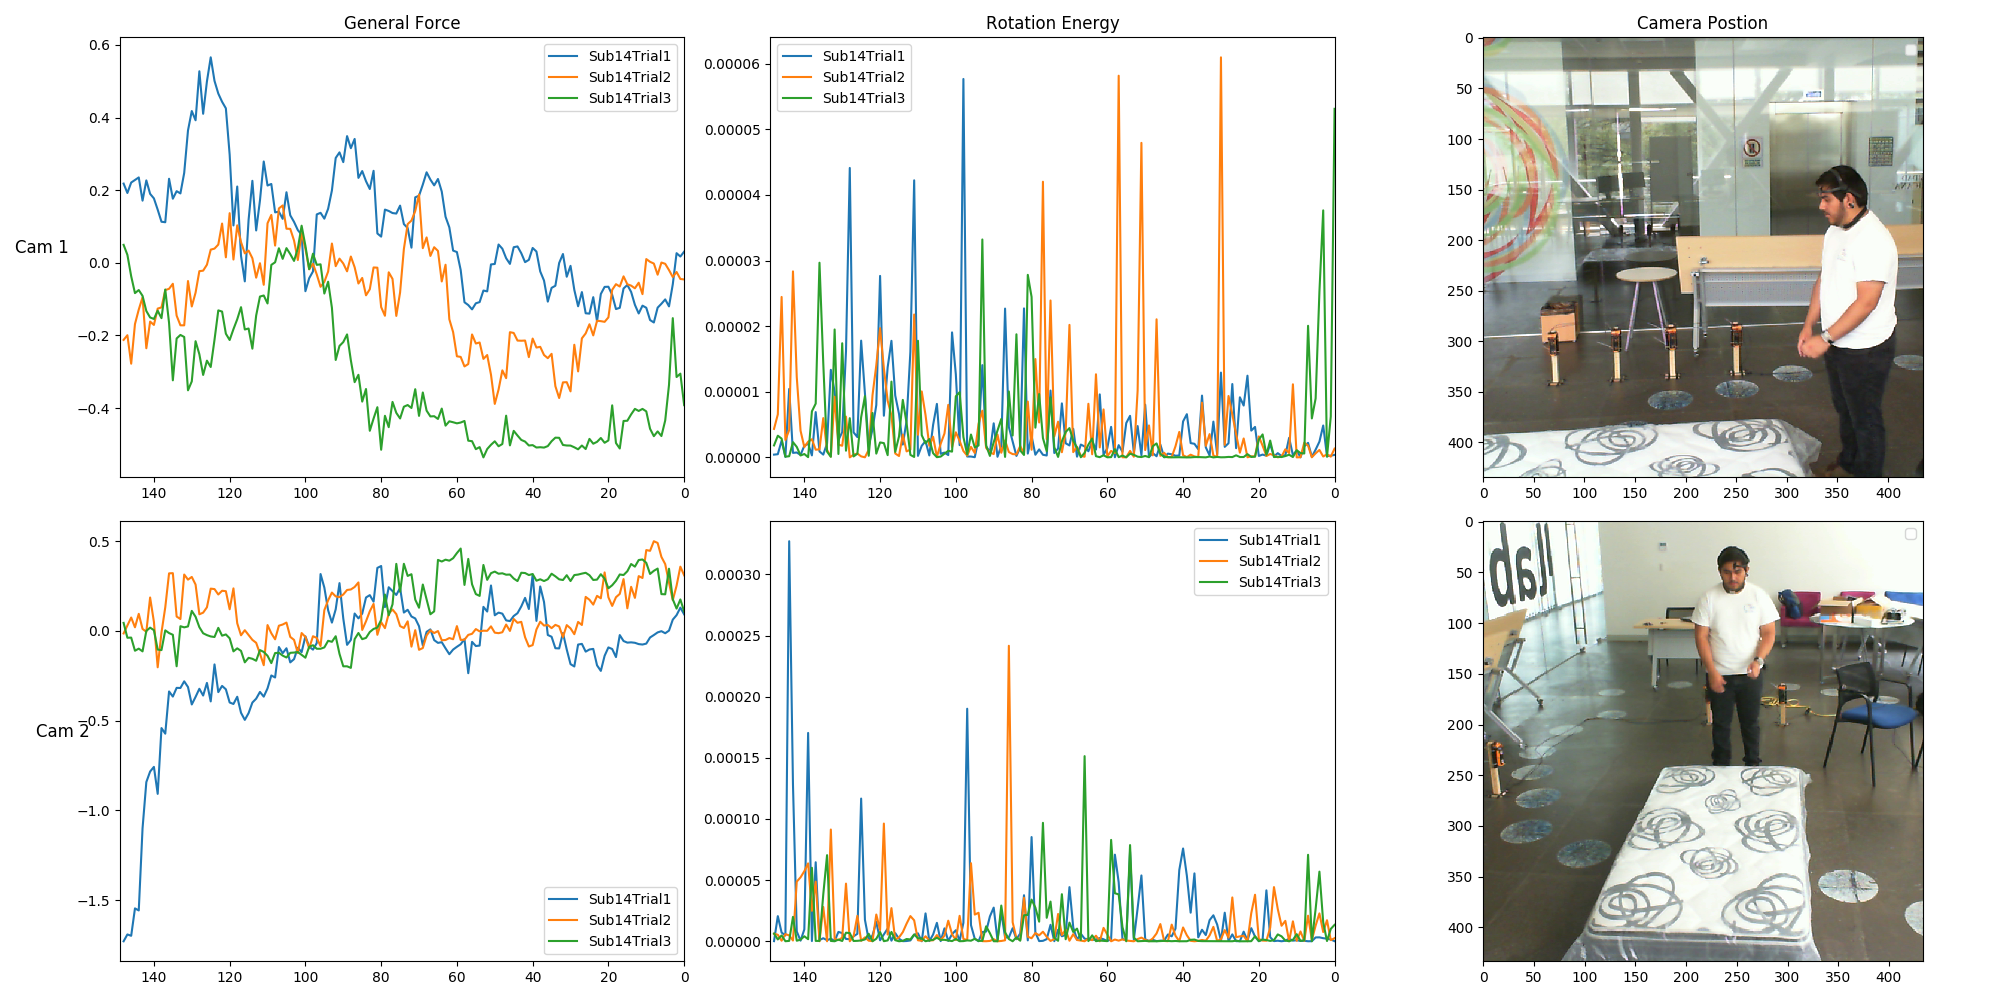 General Force
Rotation Energy
Camera Postion
Cam 1
0.6
0.4
0.2
0.0
−0.2
−0.4
Sub14Trial1
Sub14Trial2
Sub14Trial3
140 120 100 80 60 40 20 0
0.00006
0.00005
0.00004
0.00003
0.00002
0.00001
0.00000
Sub14Trial1
Sub14Trial2
Sub14Trial3
140 120 100 80 60 40 20 0
0
50
100
150
200
250
300
350
400
0 50 100 150 200 250 300 350 400
Cam 2
0.5
0.0
−0.5
−1.0
−1.5
Sub14Trial1
Sub14Trial2
Sub14Trial3
140 120 100 80 60 40 20 0
0.00030
0.00025
0.00020
0.00015
0.00010
0.00005
0.00000
Sub14Trial1
Sub14Trial2
Sub14Trial3
140 120 100 80 60 40 20 0
0
50
100
150
200
250
300
350
400
0 50 100 150 200 250 300 350 400